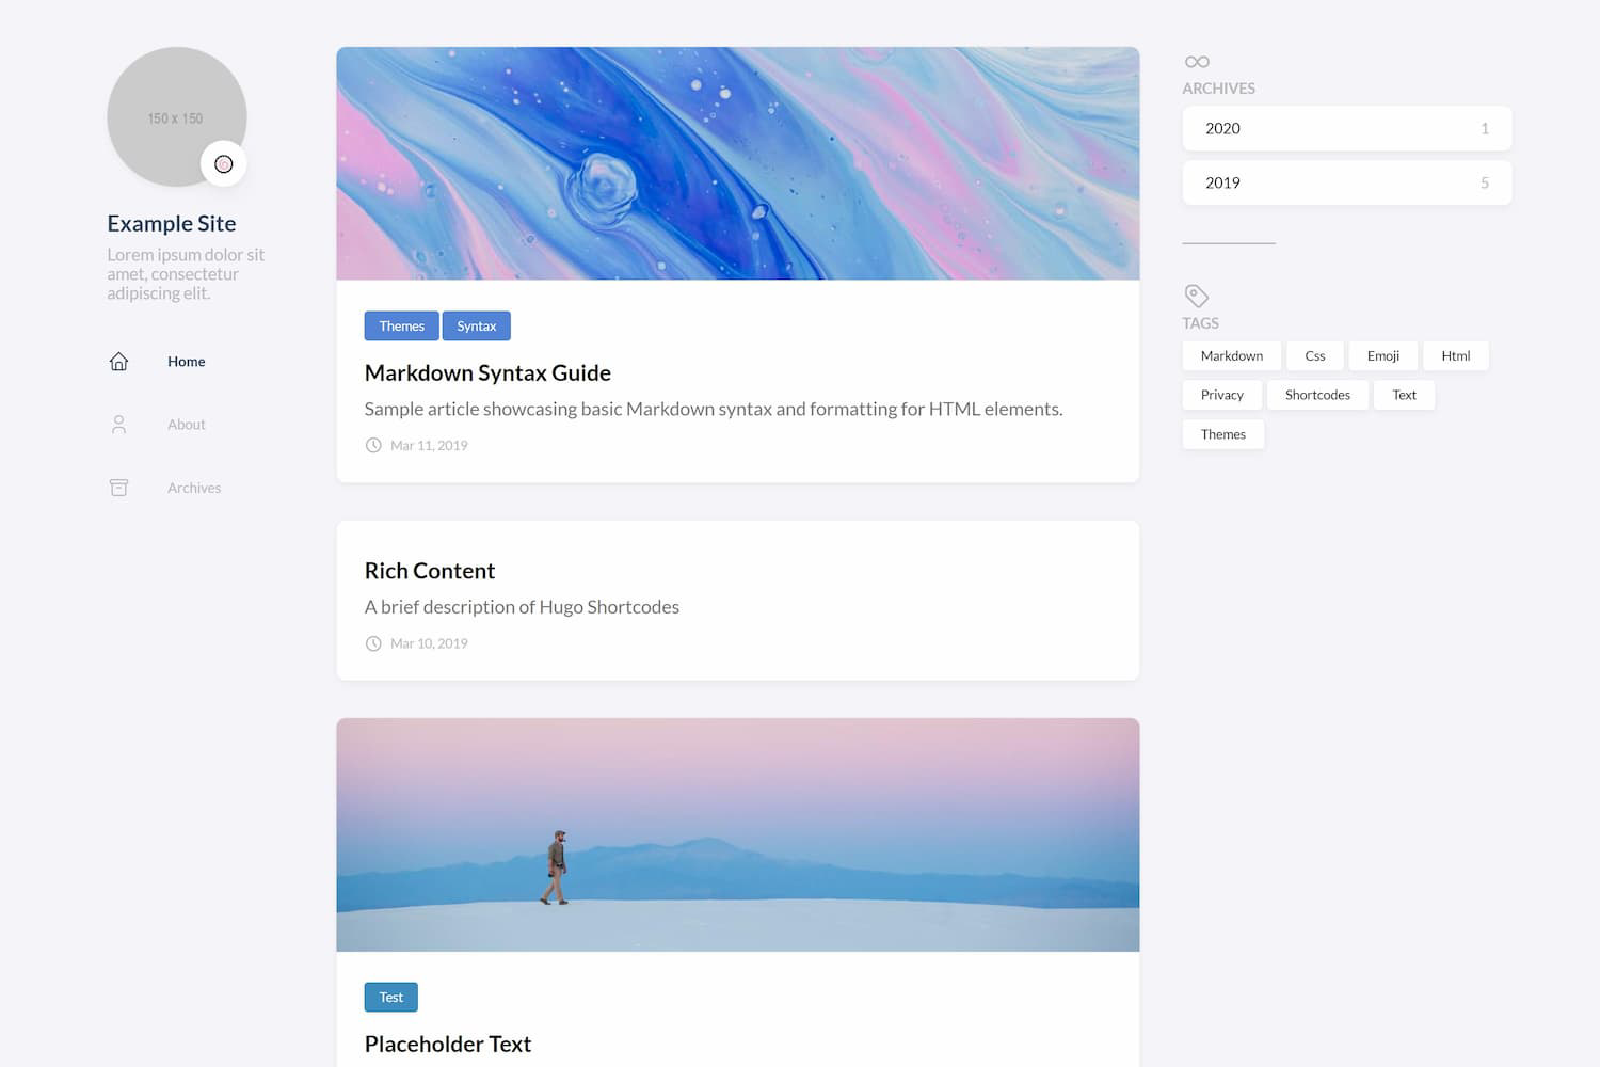 150 x 150
Example Site
Lorem ipsum dolor sit
amet, consectetur
adipiscing elit.
Home
About
Archives
Themes
Syntax
Markdown Syntax Guide
Sample article showcasing basic Markdown syntax and formatting for HTML elements.
Mar 11, 2019
Rich Content
A brief description of Hugo Shortcodes
Mar 10, 2019
Test
Placeholder Text
ARCHIVES
2020 1
2019 5
TAGS
Markdown Css Emoji Html
Privacy Shortcodes Text
Themes